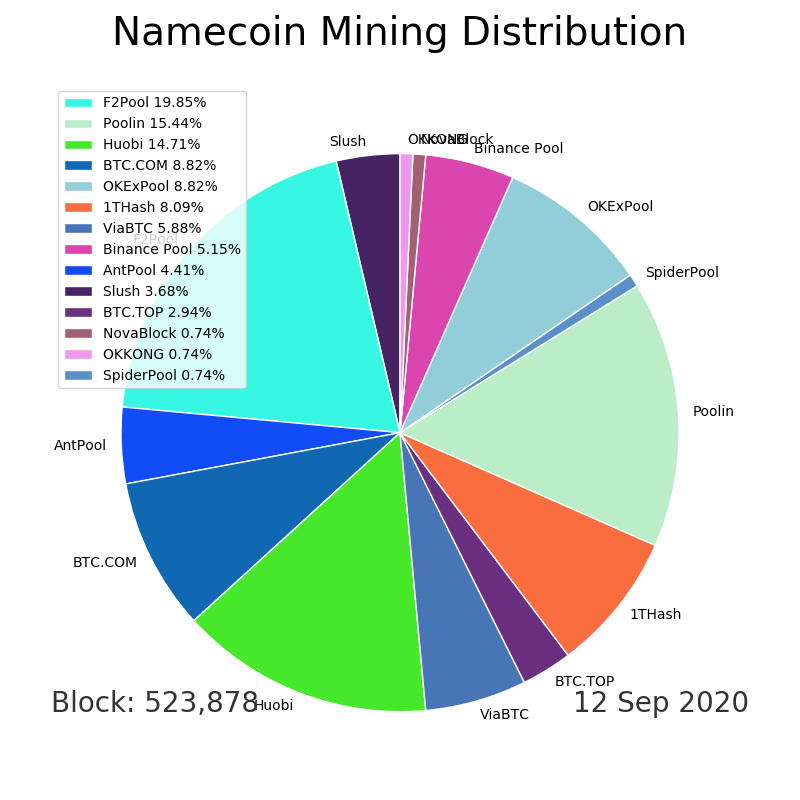 Namecoin Mining Distribution
F2Pool 19.85%
Poolin 15.44%
Huobi 14.71%
BTC.COM 8.82%
OKExPool 8.82%
1THash 8.09%
ViaBTC 5.88%
Binance Pool 5.15%
AntPool 4.41%
Slush 3.68%
BTC.TOP 2.94%
NovaBlock 0.74%
OKKONG 0.74%
SpiderPool 0.74%
Slush
OKKONG
NovaBlock
Binance Pool
OKExPool
SpiderPool
F2Pool
Poolin
AntPool
BTC.COM
1THash
BTC.TOP
Huobi
ViaBTC
Block: 523,878
12 Sep 2020